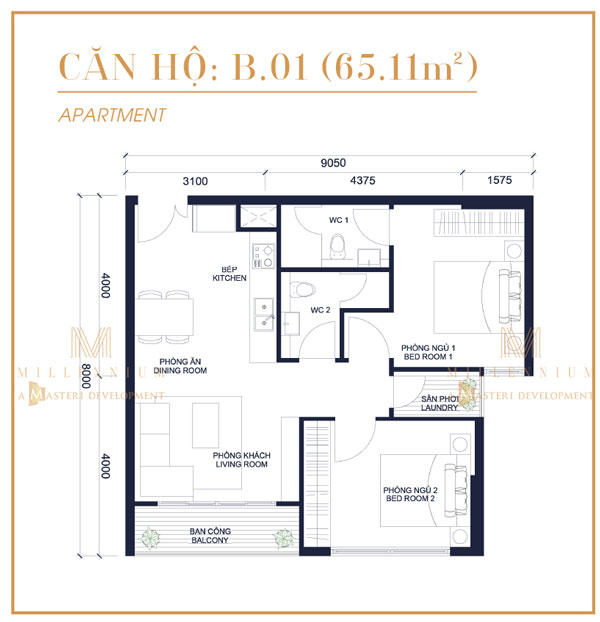 CĂN HỘ: B.01 (65.11m²)
APARTMENT
9050
3100
4375
1575
WC 1
BẾP
KITCHEN
4000
WC 2
PHÒNG NGỦ 1
BED ROOM 1
PHÒNG ĂN
DINING ROOM
8000
MILLENNIUM
A MASTERI DEVELOPMENT
MILLENNIUM
A MASTERI DEVELOPMENT
SÂN PHƠI
LAUNDRY
PHÒNG KHÁCH
LIVING ROOM
4000
PHÒNG NGỦ 2
BED ROOM 2
BAN CÔNG
BALCONY